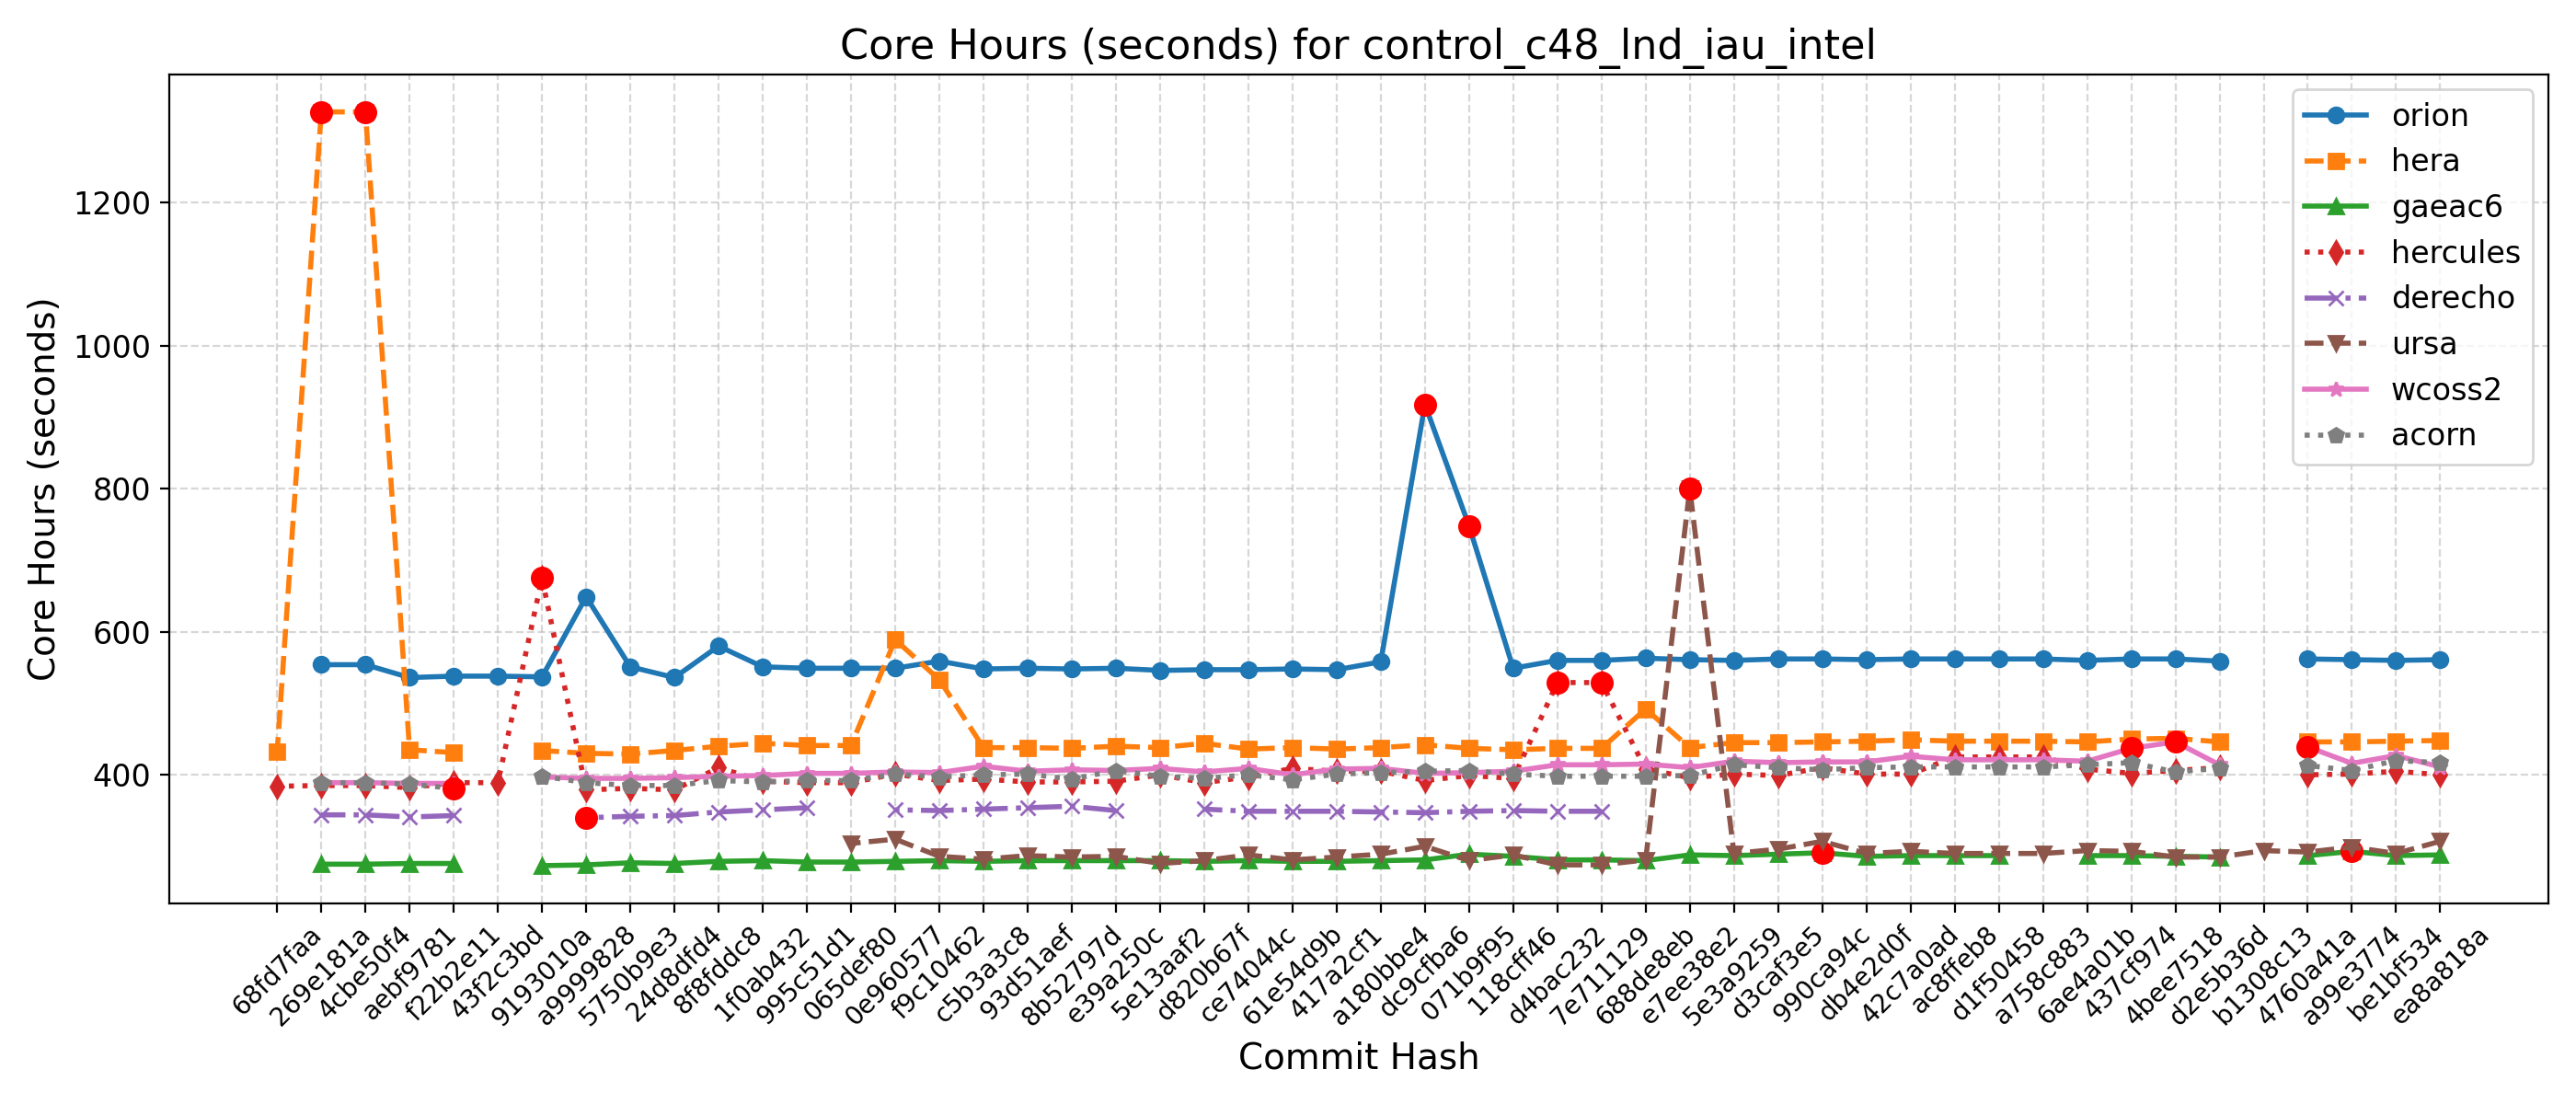 Core Hours (seconds) for control_c48_lnd_iau_intel
Core Hours (seconds)
1200
1000
800
600
400
orion
hera
gaeac6
hercules
derecho
ursa
wcoss2
acorn
68fd7faa
269e181a
4cbe50f4
aebf9781
f22b2e11
43f2c3bd
9193010a
a9999828
5750b9e3
24d8dfd4
8f8fddc8
1f0ab432
995c51d1
065def80
0e960577
f9c10462
c5b3a3c8
93d51aef
8b52797d
e39a250c
5e13aaf2
d820b67f
ce74044c
61e54d9b
417a2cf1
a180bbe4
dc9cfba6
071b9f95
118cff46
d4bac232
7e711129
688de8eb
e7ee38e2
5e3a9259
d3caf3e5
990ca94c
db4e2d0f
42c7a0ad
ac8ffeb8
d1f50458
a758c883
6ae4a01b
437cf974
4bee7518
d2e5b36d
b1308c13
4760a41a
a99e3774
be1bf534
ea8a818a
Commit Hash